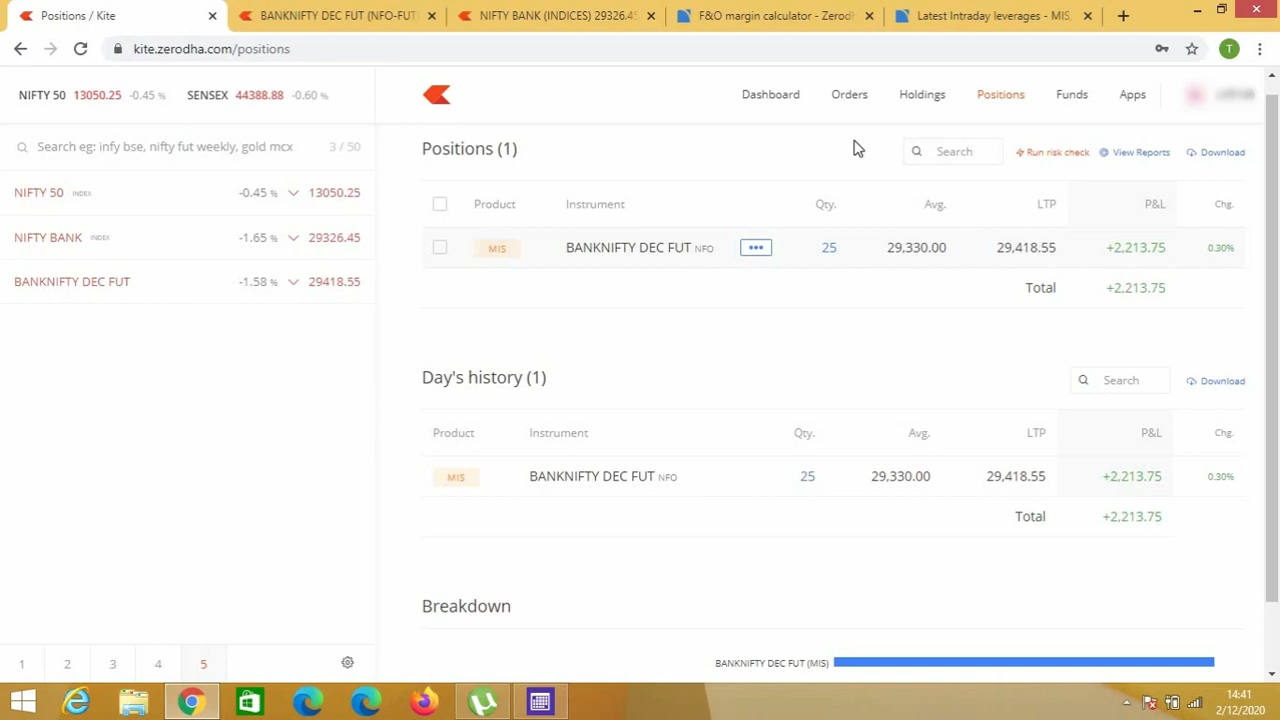 Positions / Kite
BANKNIFTY DEC FUT (NFO-FUT
NIFTY BANK (INDICES) 29326.45
F&O margin calculator - Zerodh
Latest Intraday leverages - MIS,
kite.zerodha.com/positions
T
NIFTY 50 13050.25 -0.45 % SENSEX 44388.88 -0.60 %
Dashboard Orders Holdings Positions Funds Apps
Search eg: infy bse, nifty fut weekly, gold mcx 3 / 50
NIFTY 50 INDEX -0.45 % 13050.25
NIFTY BANK INDEX -1.65 % 29326.45
BANKNIFTY DEC FUT -1.58 % 29418.55
Positions (1) Search Run risk check View Reports Download
Product Instrument Qty. Avg. LTP P&L Chg.
MIS BANKNIFTY DEC FUT NFO ••• 25 29,330.00 29,418.55 +2,213.75 0.30%
Total +2,213.75
Day's history (1) Search Download
Product Instrument Qty. Avg. LTP P&L Chg.
MIS BANKNIFTY DEC FUT NFO 25 29,330.00 29,418.55 +2,213.75 0.30%
Total +2,213.75
Breakdown
BANKNIFTY DEC FUT (MIS)
1 2 3 4 5
14:41
2/12/2020